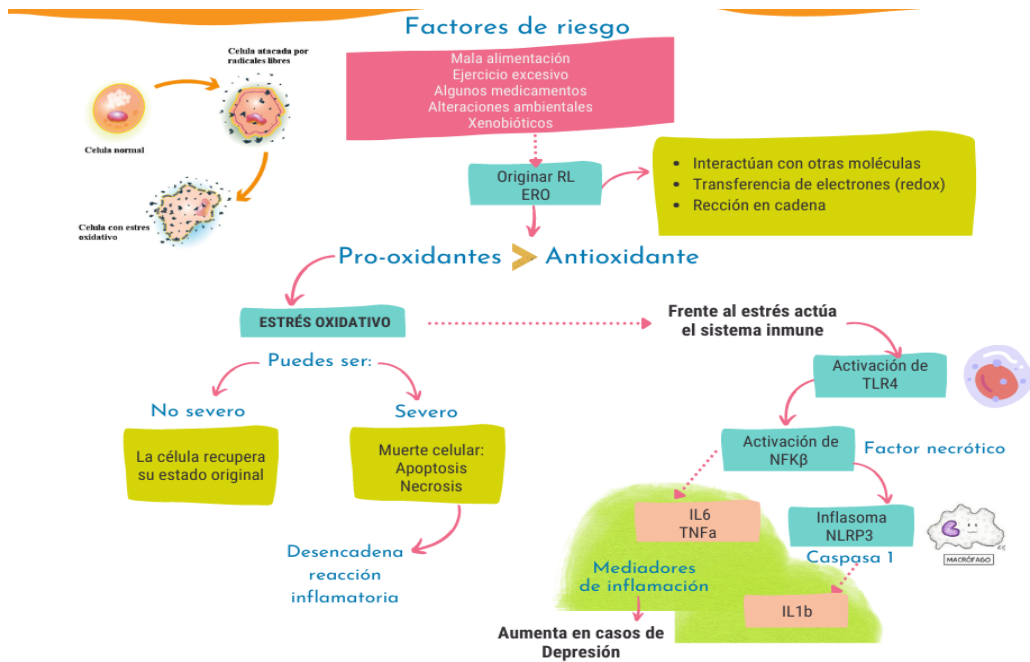 Factores de riesgo
Celula atacada por
radicales libres
Celula normal
Celula con estres
oxidativo
Mala alimentación
Ejercicio excesivo
Algunos medicamentos
Alteraciones ambientales
Xenobióticos
Originar RL
ERO
• Interactúan con otras moléculas
• Transferencia de electrones (redox)
• Rección en cadena
Pro-oxidantes > Antioxidante
ESTRÉS OXIDATIVO
Frente al estrés actúa
el sistema inmune
Puedes ser:
No severo
La célula recupera
su estado original
Severo
Muerte celular:
Apoptosis
Necrosis
Desencadena
reacción
inflamatoria
Activación de
TLR4
Activación de
NFKβ
Factor necrótico
IL6
TNFa
Inflasoma
NLRP3
Caspasa 1
MACRÓFAGO
Mediadores
de inflamación
IL1b
Aumenta en casos de
Depresión